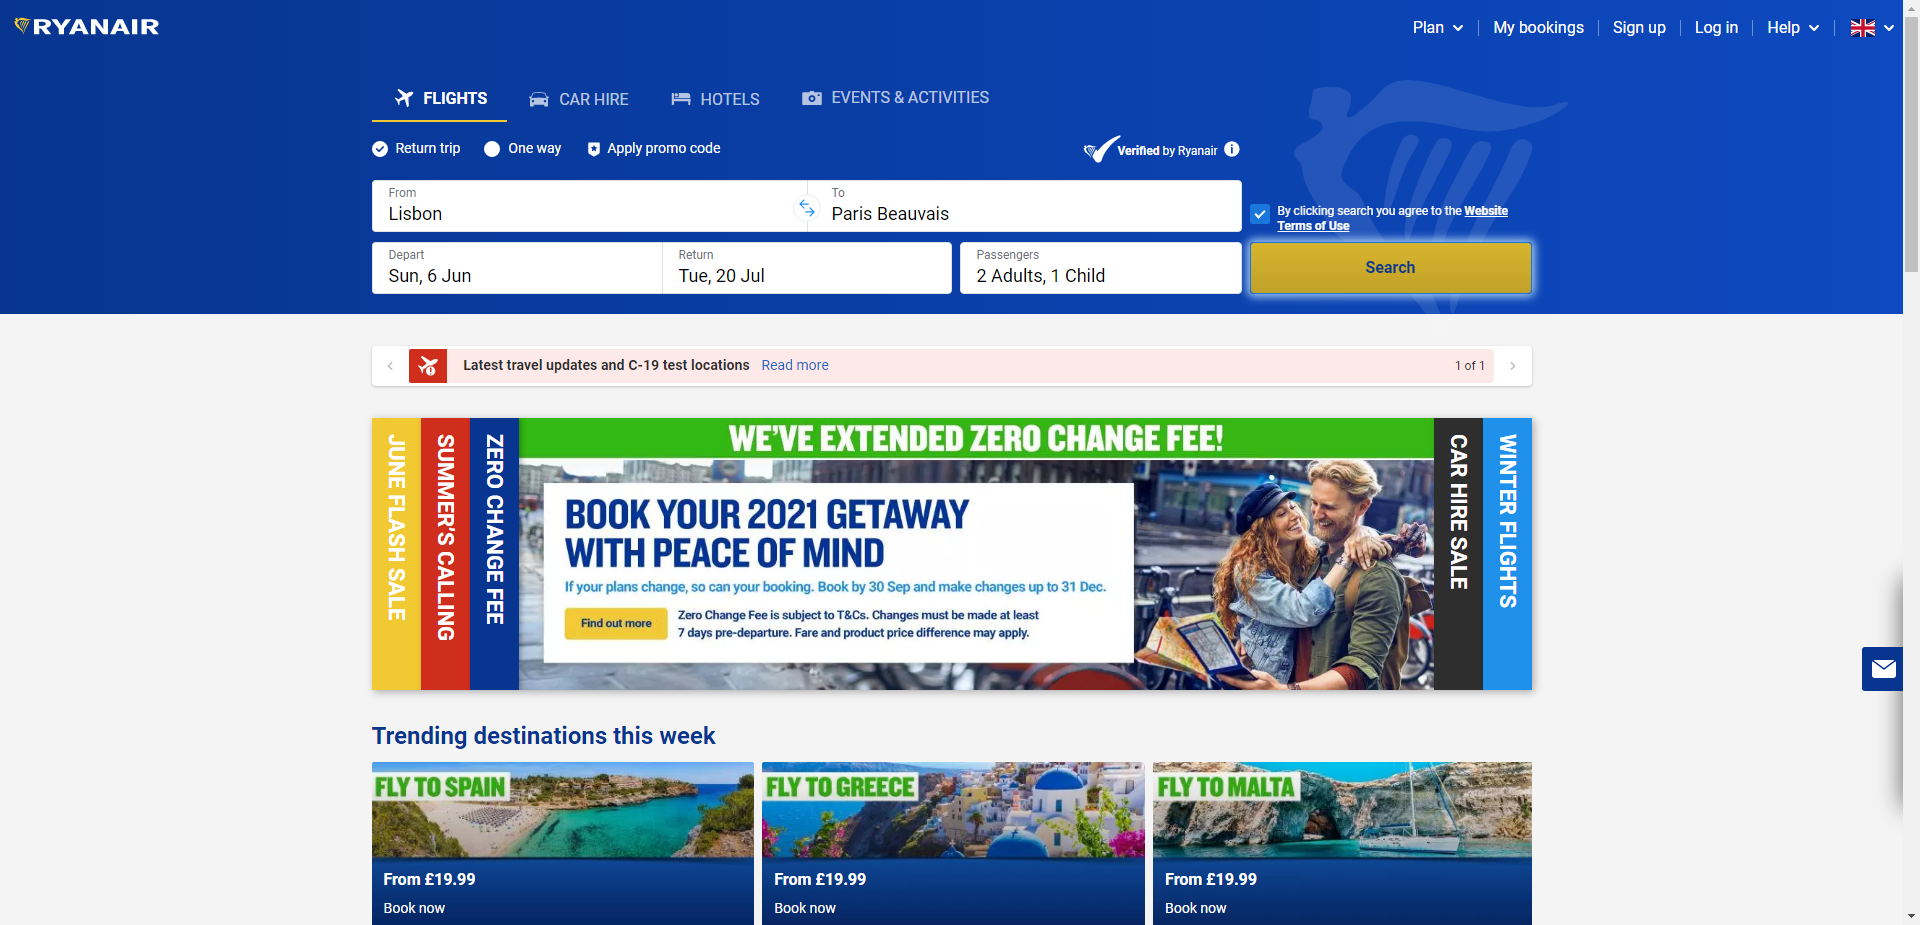 RYANAIR
Plan
My bookings
Sign up
Log in
Help
FLIGHTS
CAR HIRE
HOTELS
EVENTS & ACTIVITIES
Return trip
One way
Apply promo code
Verified by Ryanair
From
Lisbon
To
Paris Beauvais
By clicking search you agree to the Website
Terms of Use
Depart
Sun, 6 Jun
Return
Tue, 20 Jul
Passengers
2 Adults, 1 Child
Search
Latest travel updates and C-19 test locations Read more
1 of 1
JUNE FLASH SALE
SUMMER'S CALLING
ZERO CHANGE FEE
WE'VE EXTENDED ZERO CHANGE FEE!
BOOK YOUR 2021 GETAWAY
WITH PEACE OF MIND
If your plans change, so can your booking. Book by 30 Sep and make changes up to 31 Dec.
Find out more
Zero Change Fee is subject to T&Cs. Changes must be made at least
7 days pre-departure. Fare and product price difference may apply.
CAR HIRE SALE
WINTER FLIGHTS
Trending destinations this week
FLY TO SPAIN
From £19.99
Book now
FLY TO GREECE
From £19.99
Book now
FLY TO MALTA
From £19.99
Book now